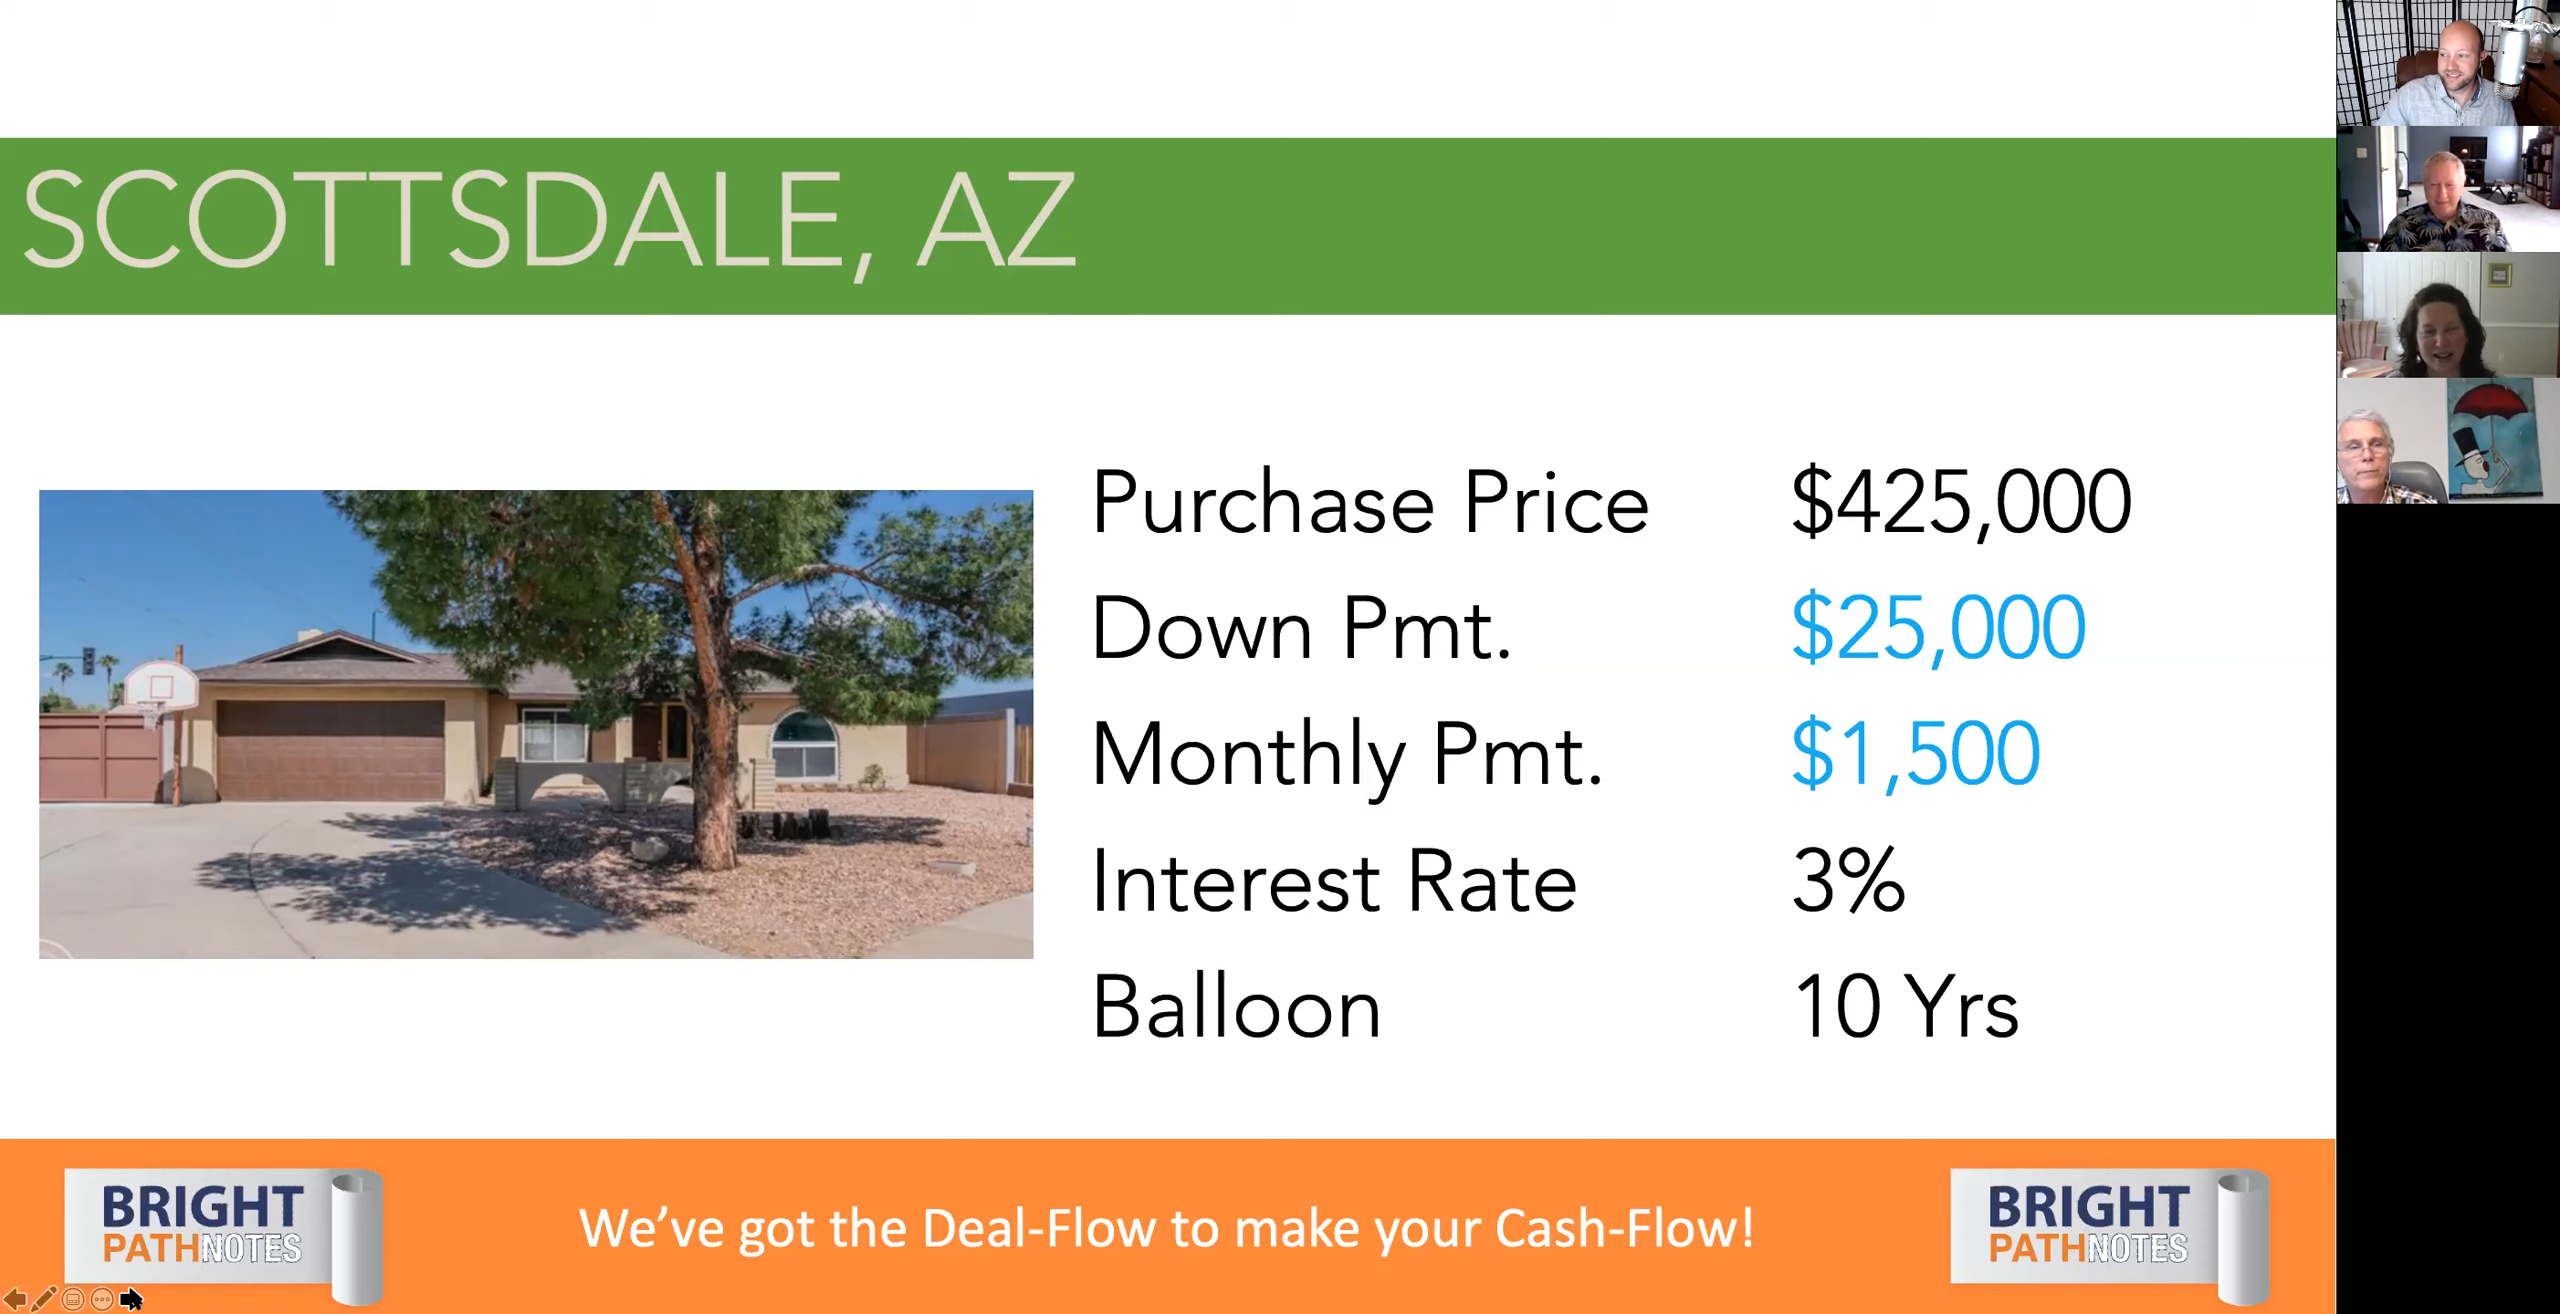 SCOTTSDALE, AZ
Purchase Price $425,000
Down Pmt. $25,000
Monthly Pmt. $1,500
Interest Rate 3%
Balloon 10 Yrs
BRIGHT
PATHNOTES
We've got the Deal-Flow to make your Cash-Flow!
BRIGHT
PATHNOTES